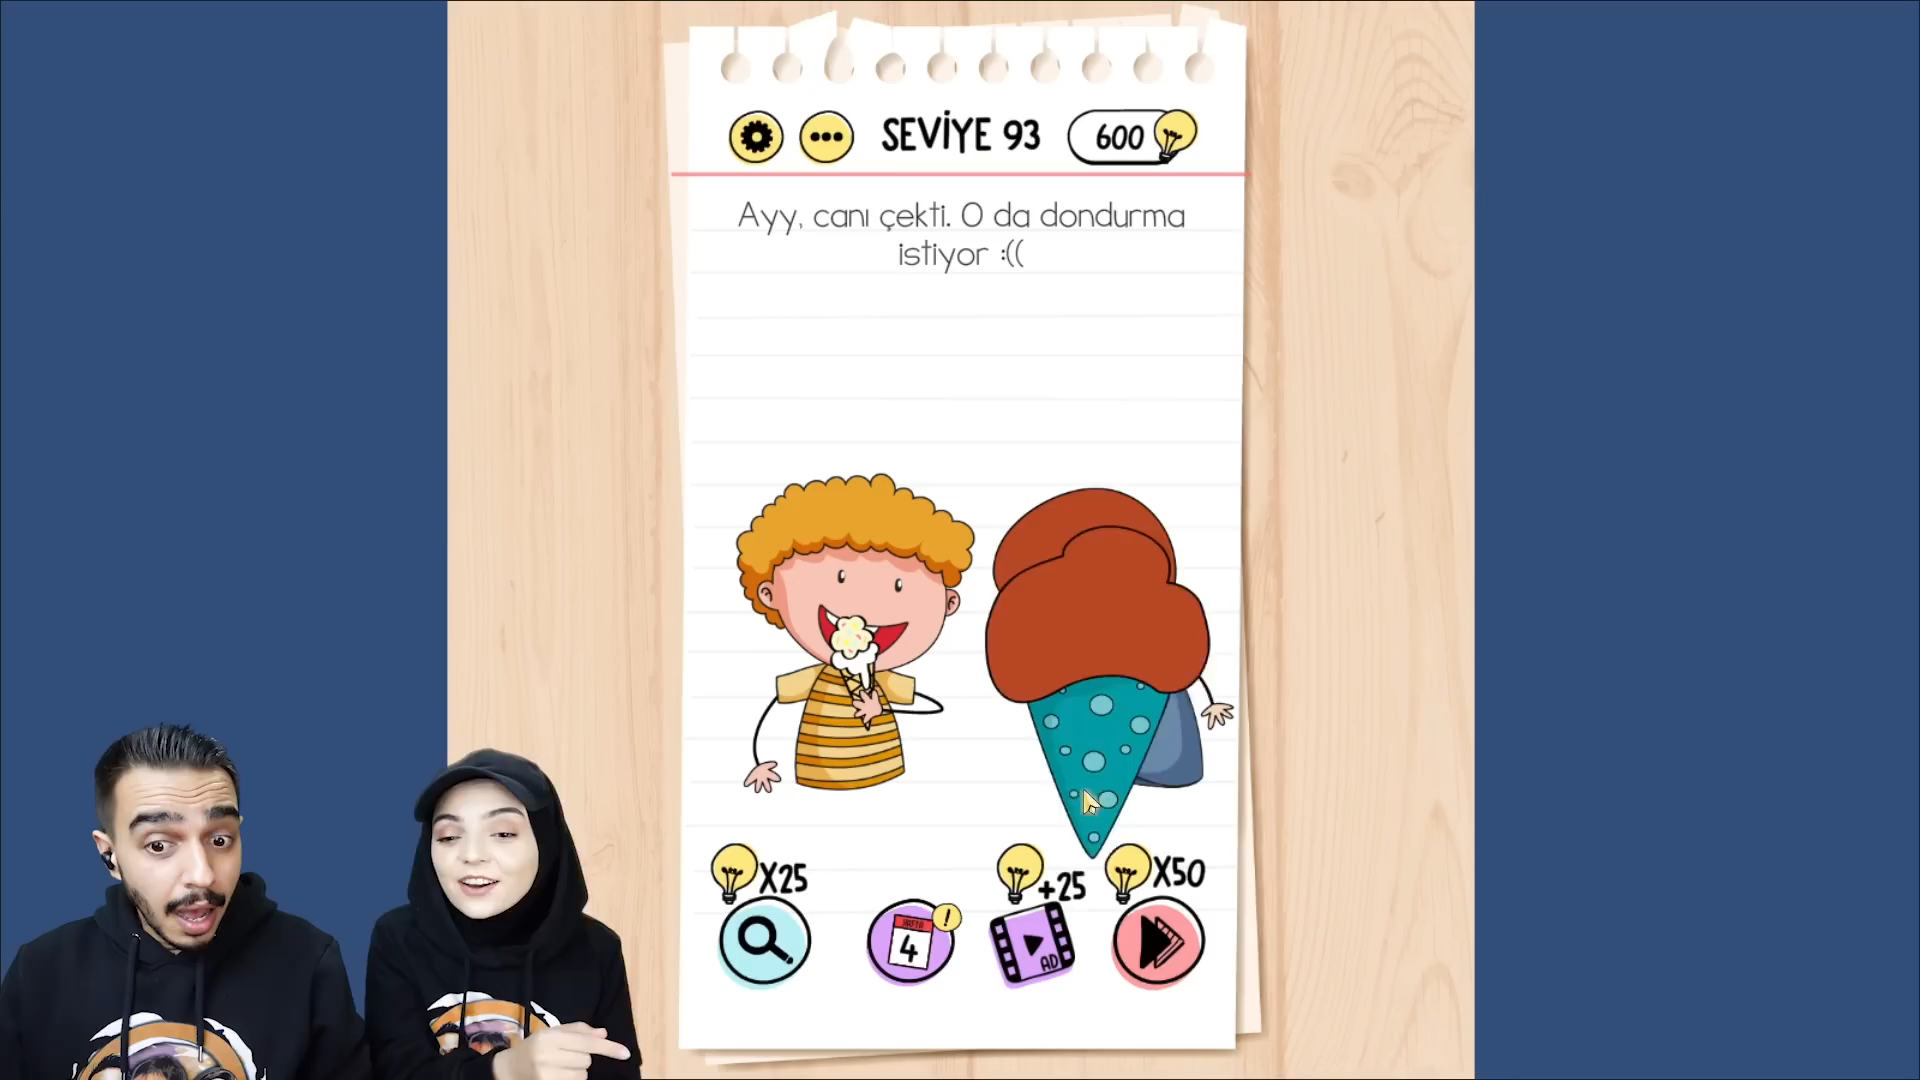 SEVİYE 93
600
Ayy, canı çekti. O da dondurma
istiyor :((
X25
+25
X50
4
AD